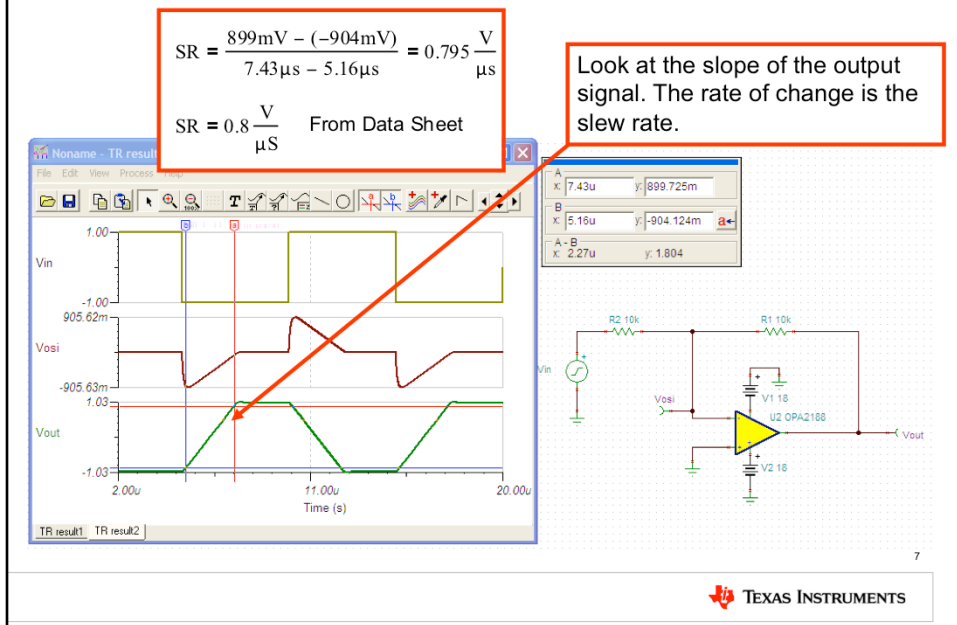 SR = 899mV – (–904mV) / 7.43µs – 5.16µs = 0.795 V/µs
SR = 0.8 V/µS From Data Sheet
Look at the slope of the output
signal. The rate of change is the
slew rate.
Noname - TR result
File Edit View Process Help
T
a
b
A
x: 7.43u y: 899.725m
B
x: 5.16u y: -904.124m a
A - B
x: 2.27u y: 1.804
b a
1.00
Vin
-1.00
905.62m
Vosi
-905.63m
1.03
Vout
-1.03
2.00u 11.00u 20.00u
Time (s)
TR result1 TR result2
R2 10k R1 10k
Vin
+
+
V1 18
Vosi
U2 OPA2188
-
+
+
Vout
+
V2 18
7
TEXAS INSTRUMENTS